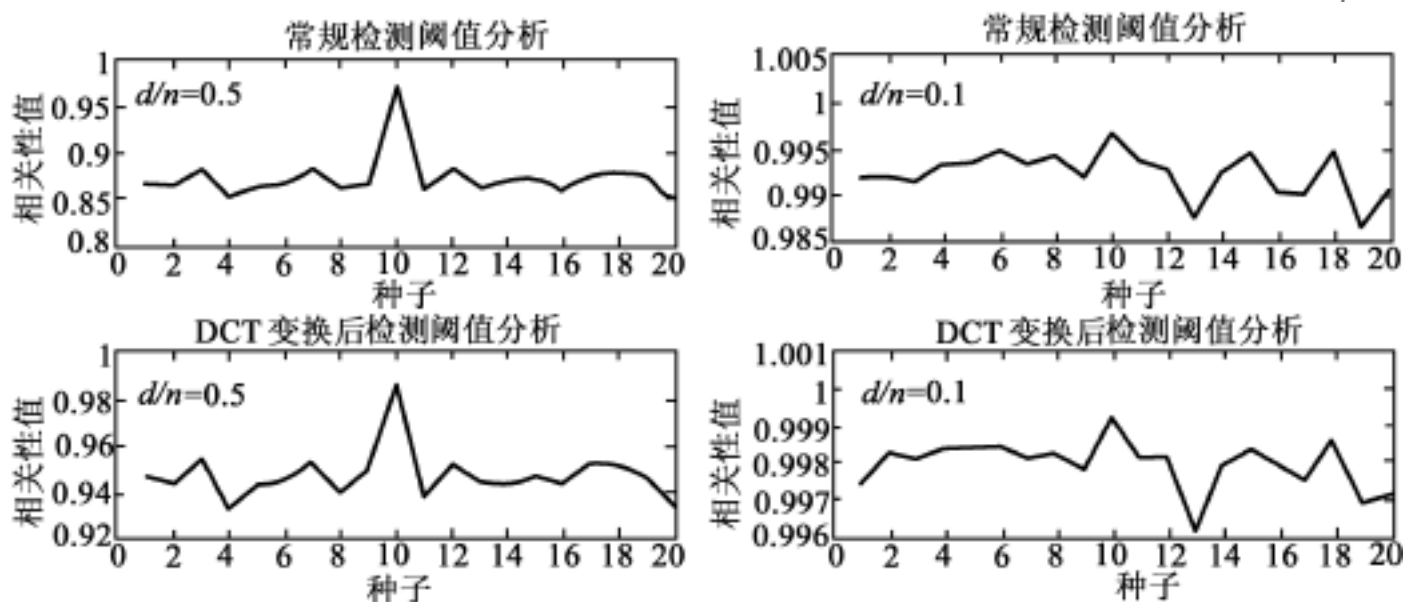 常规检测阈值分析
1
0.95
0.9
0.85
0.8
相关性值
d/n=0.5
0 2 4 6 8 10 12 14 16 18 20
种子
常规检测阈值分析
1.005
1
0.995
0.99
0.985
相关性值
d/n=0.1
0 2 4 6 8 10 12 14 16 18 20
种子
DCT 变换后检测阈值分析
1
0.98
0.96
0.94
0.92
相关性值
d/n=0.5
0 2 4 6 8 10 12 14 16 18 20
种子
DCT 变换后检测阈值分析
1.001
1
0.999
0.998
0.997
0.996
相关性值
d/n=0.1
0 2 4 6 8 10 12 14 16 18 20
种子